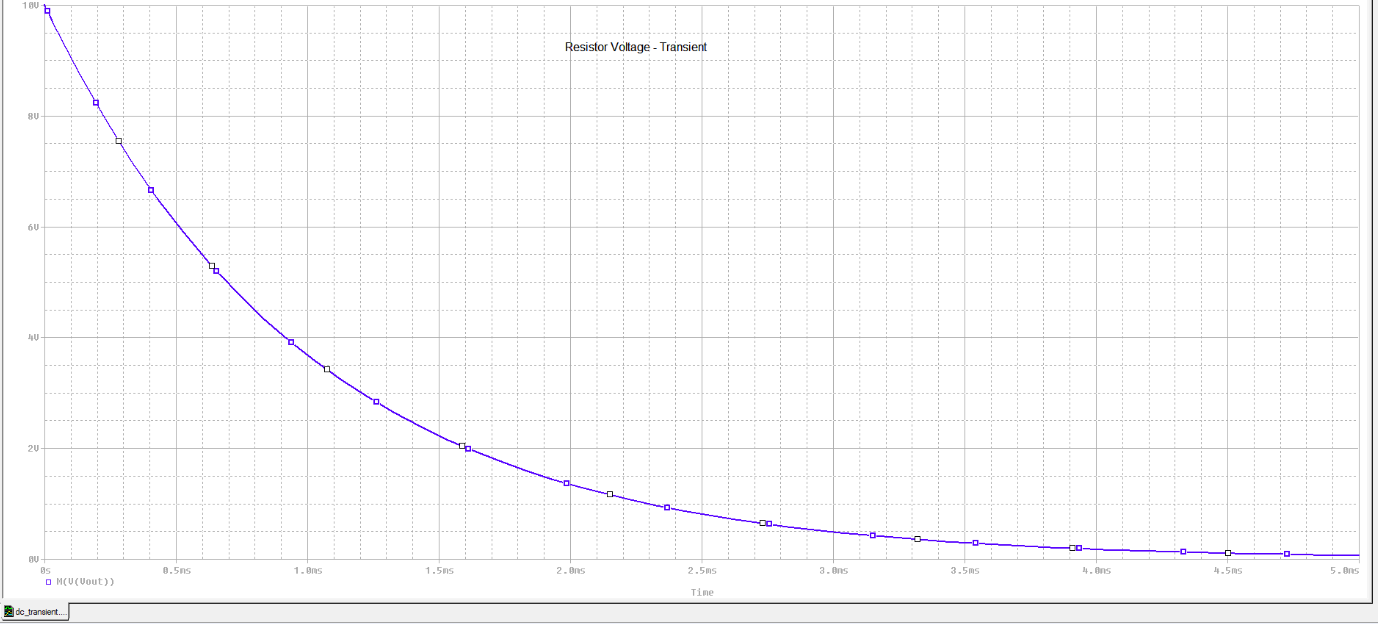 10V
Resistor Voltage - Transient
8V
6V
4V
2V
0V
0s 0.5ms 1.0ms 1.5ms 2.0ms 2.5ms 3.0ms 3.5ms 4.0ms 4.5ms 5.0ms
M(V(Vout))
Time
dc_transient....